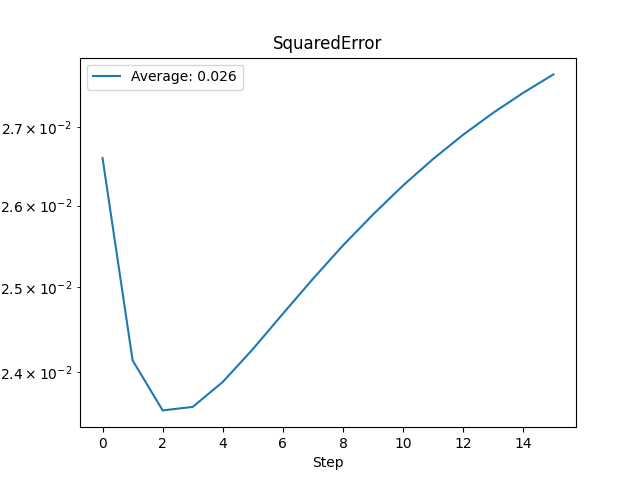 SquaredError
Average: 0.026
2.7 × 10⁻²
2.6 × 10⁻²
2.5 × 10⁻²
2.4 × 10⁻²
0 2 4 6 8 10 12 14
Step